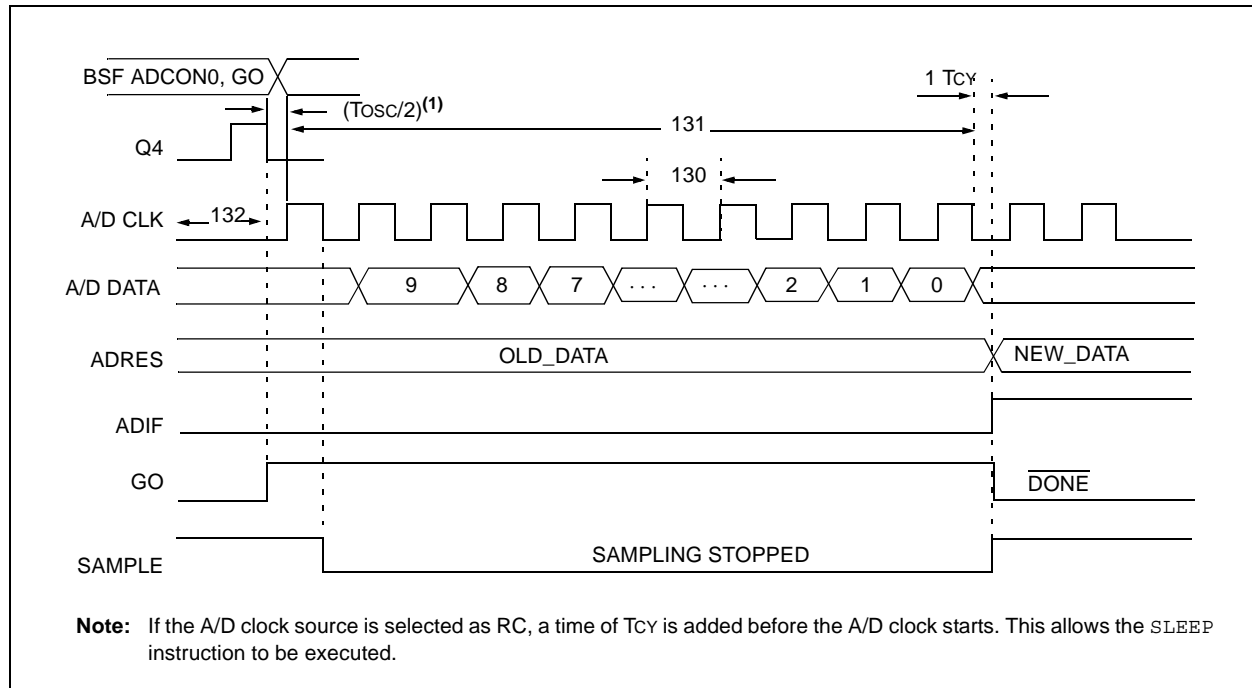 BSF ADCON0, GO
1 TCY
(TOSC/2)(1)
131
Q4
130
A/D CLK
132
A/D DATA
9 8 7 . . . . . . 2 1 0
ADRES
OLD_DATA
NEW_DATA
ADIF
GO
DONE
SAMPLE
SAMPLING STOPPED
Note: If the A/D clock source is selected as RC, a time of TCY is added before the A/D clock starts. This allows the SLEEP
instruction to be executed.